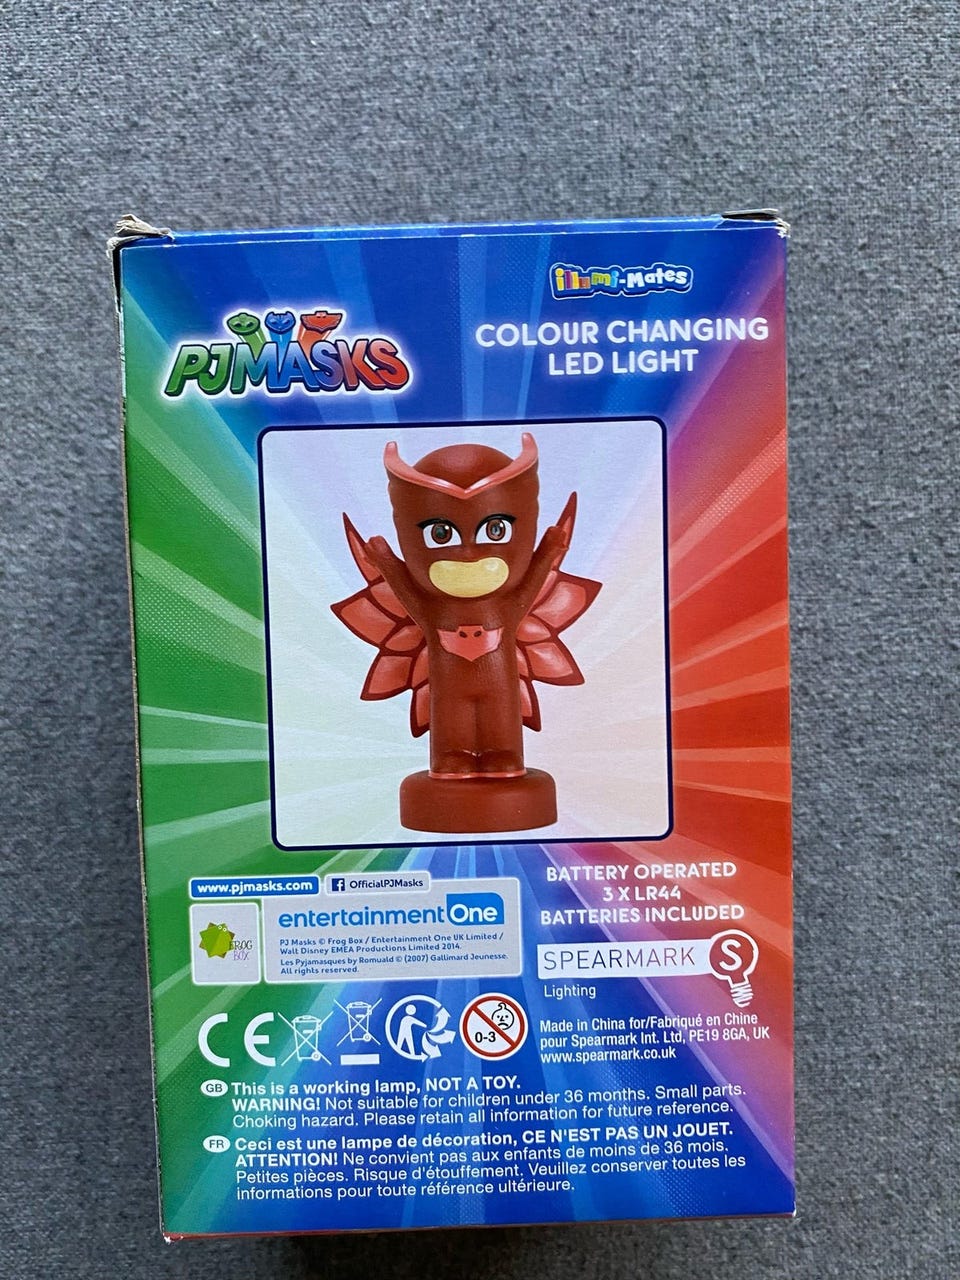 illumi-Mates
PJMASKS
COLOUR CHANGING
LED LIGHT
BATTERY OPERATED
3 X LR44
BATTERIES INCLUDED
www.pjmasks.com
f OfficialPJMasks
FROG
BOX
entertainment One
PJ Masks © Frog Box / Entertainment One UK Limited /
Walt Disney EMEA Productions Limited 2014.
Les Pyjamasques by Romuald © (2007) Gallimard Jeunesse.
All rights reserved.
SPEARMARK S
Lighting
CE
0-3
Made in China for/Fabriqué en Chine
pour Spearmark Int. Ltd, PE19 8GA, UK
www.spearmark.co.uk
GB This is a working lamp, NOT A TOY.
WARNING! Not suitable for children under 36 months. Small parts.
Choking hazard. Please retain all information for future reference.
FR Ceci est une lampe de décoration, CE N'EST PAS UN JOUET.
ATTENTION! Ne convient pas aux enfants de moins de 36 mois.
Petites pièces. Risque d'étouffement. Veuillez conserver toutes les
informations pour toute référence ultérieure.